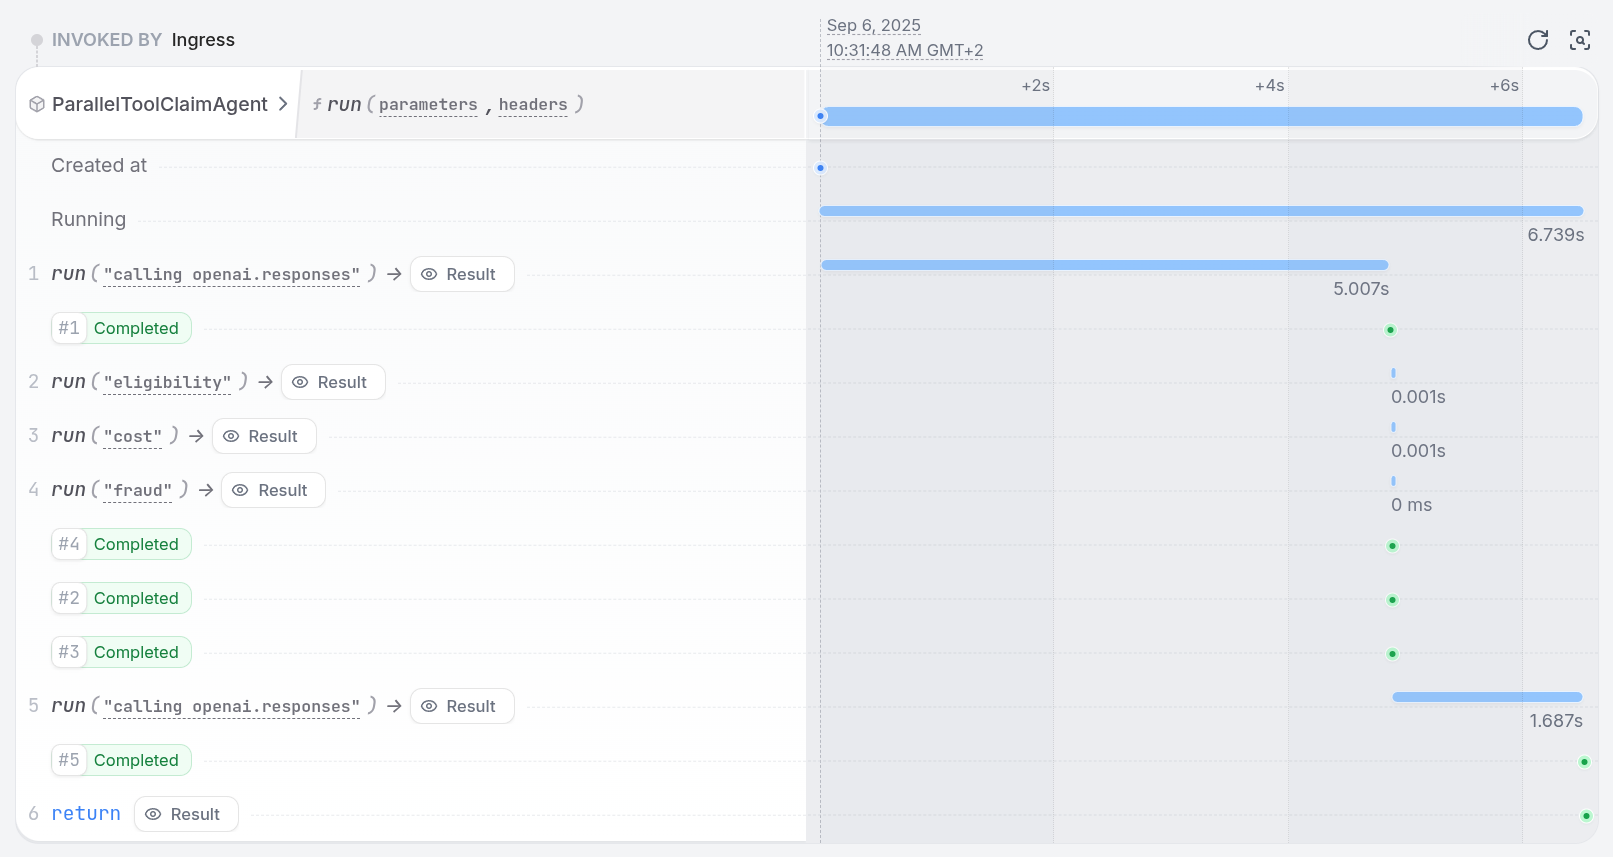 INVOKED BY Ingress
Sep 6, 2025
10:31:48 AM GMT+2
ParallelToolClaimAgent
f run(parameters, headers)
+2s
+4s
+6s
Created at
Running
6.739s
1 run("calling openai.responses") → Result
5.007s
#1 Completed
2 run("eligibility") → Result
0.001s
3 run("cost") → Result
0.001s
4 run("fraud") → Result
0 ms
#4 Completed
#2 Completed
#3 Completed
5 run("calling openai.responses") → Result
1.687s
#5 Completed
6 return Result